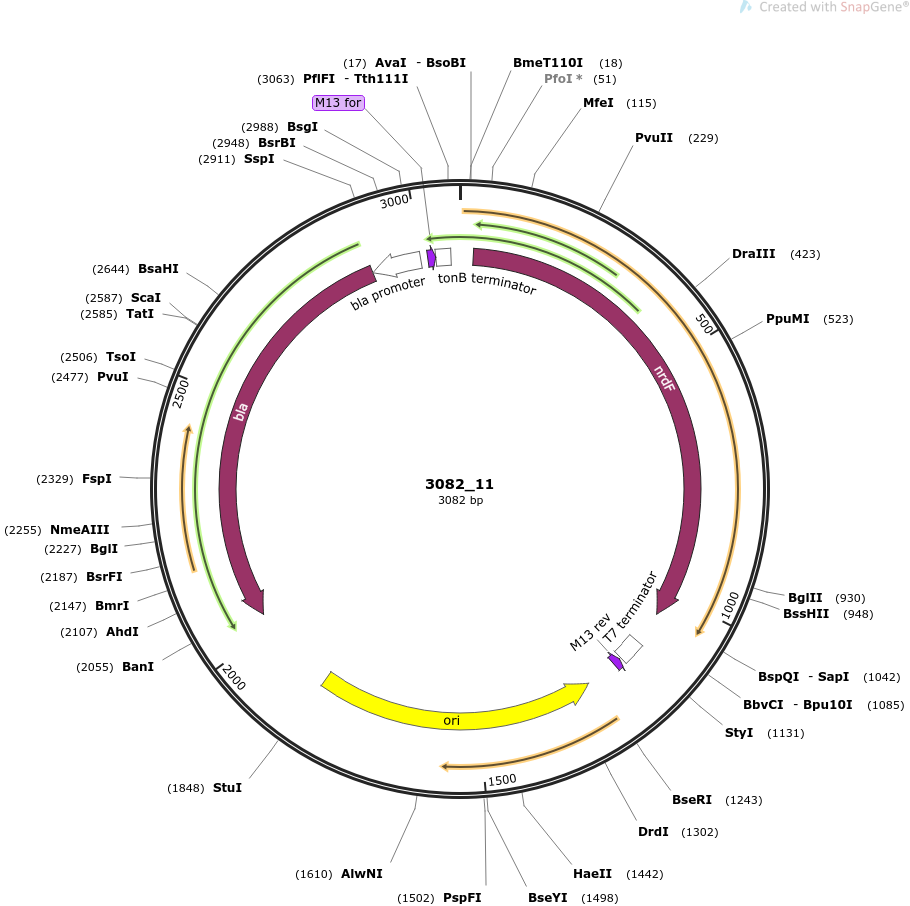 Created with SnapGene®
(17) AvaI - BsoBI
BmeT110I (18)
(3063) PflFI - Tth111I
PfoI * (51)
M13 for
MfeI (115)
(2988) BsgI
PvuII (229)
(2948) BsrBI
(2911) SspI
3000
DraIII (423)
(2644) BsaHI
bla promoter
tonB terminator
(2587) ScaI
(2585) TatI
500
PpuMI (523)
(2506) TsoI
(2477) PvuI
2500
nrdF
bla
(2329) FspI
3082_11
3082 bp
(2255) NmeAIII
(2227) BglI
(2187) BsrFI
BglII (930)
(2147) BmrI
1000
BssHII (948)
(2107) AhdI
M13 rev
T7 terminator
(2055) BanI
2000
BspQI - SapI (1042)
BbvCI - Bpu10I (1085)
ori
StyI (1131)
(1848) StuI
1500
BseRI (1243)
DrdI (1302)
(1610) AlwNI
HaeII (1442)
(1502) PspFI
BseYI (1498)